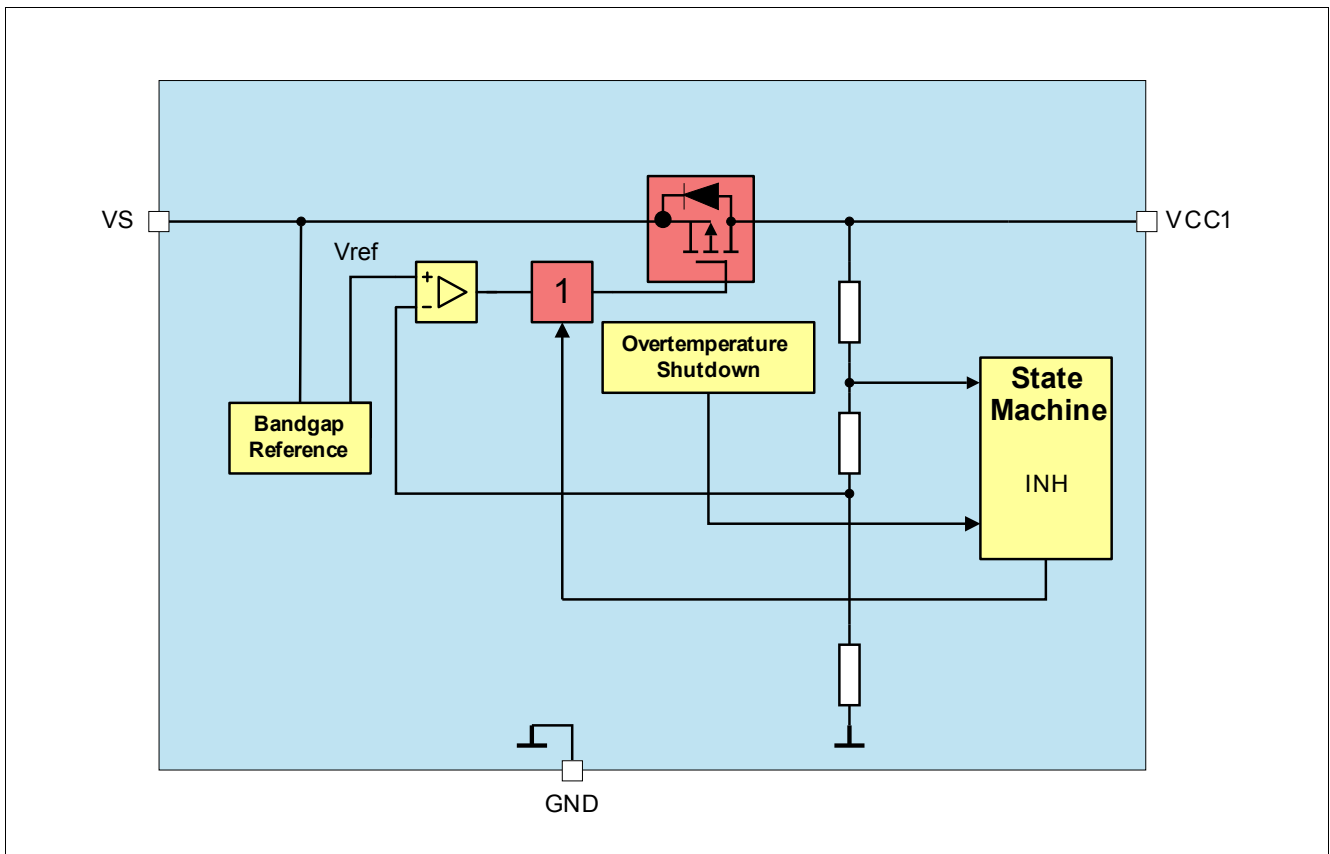 VS
VCC1
Vref
+
-
1
Overtemperature
Shutdown
State
Machine
INH
Bandgap
Reference
GND